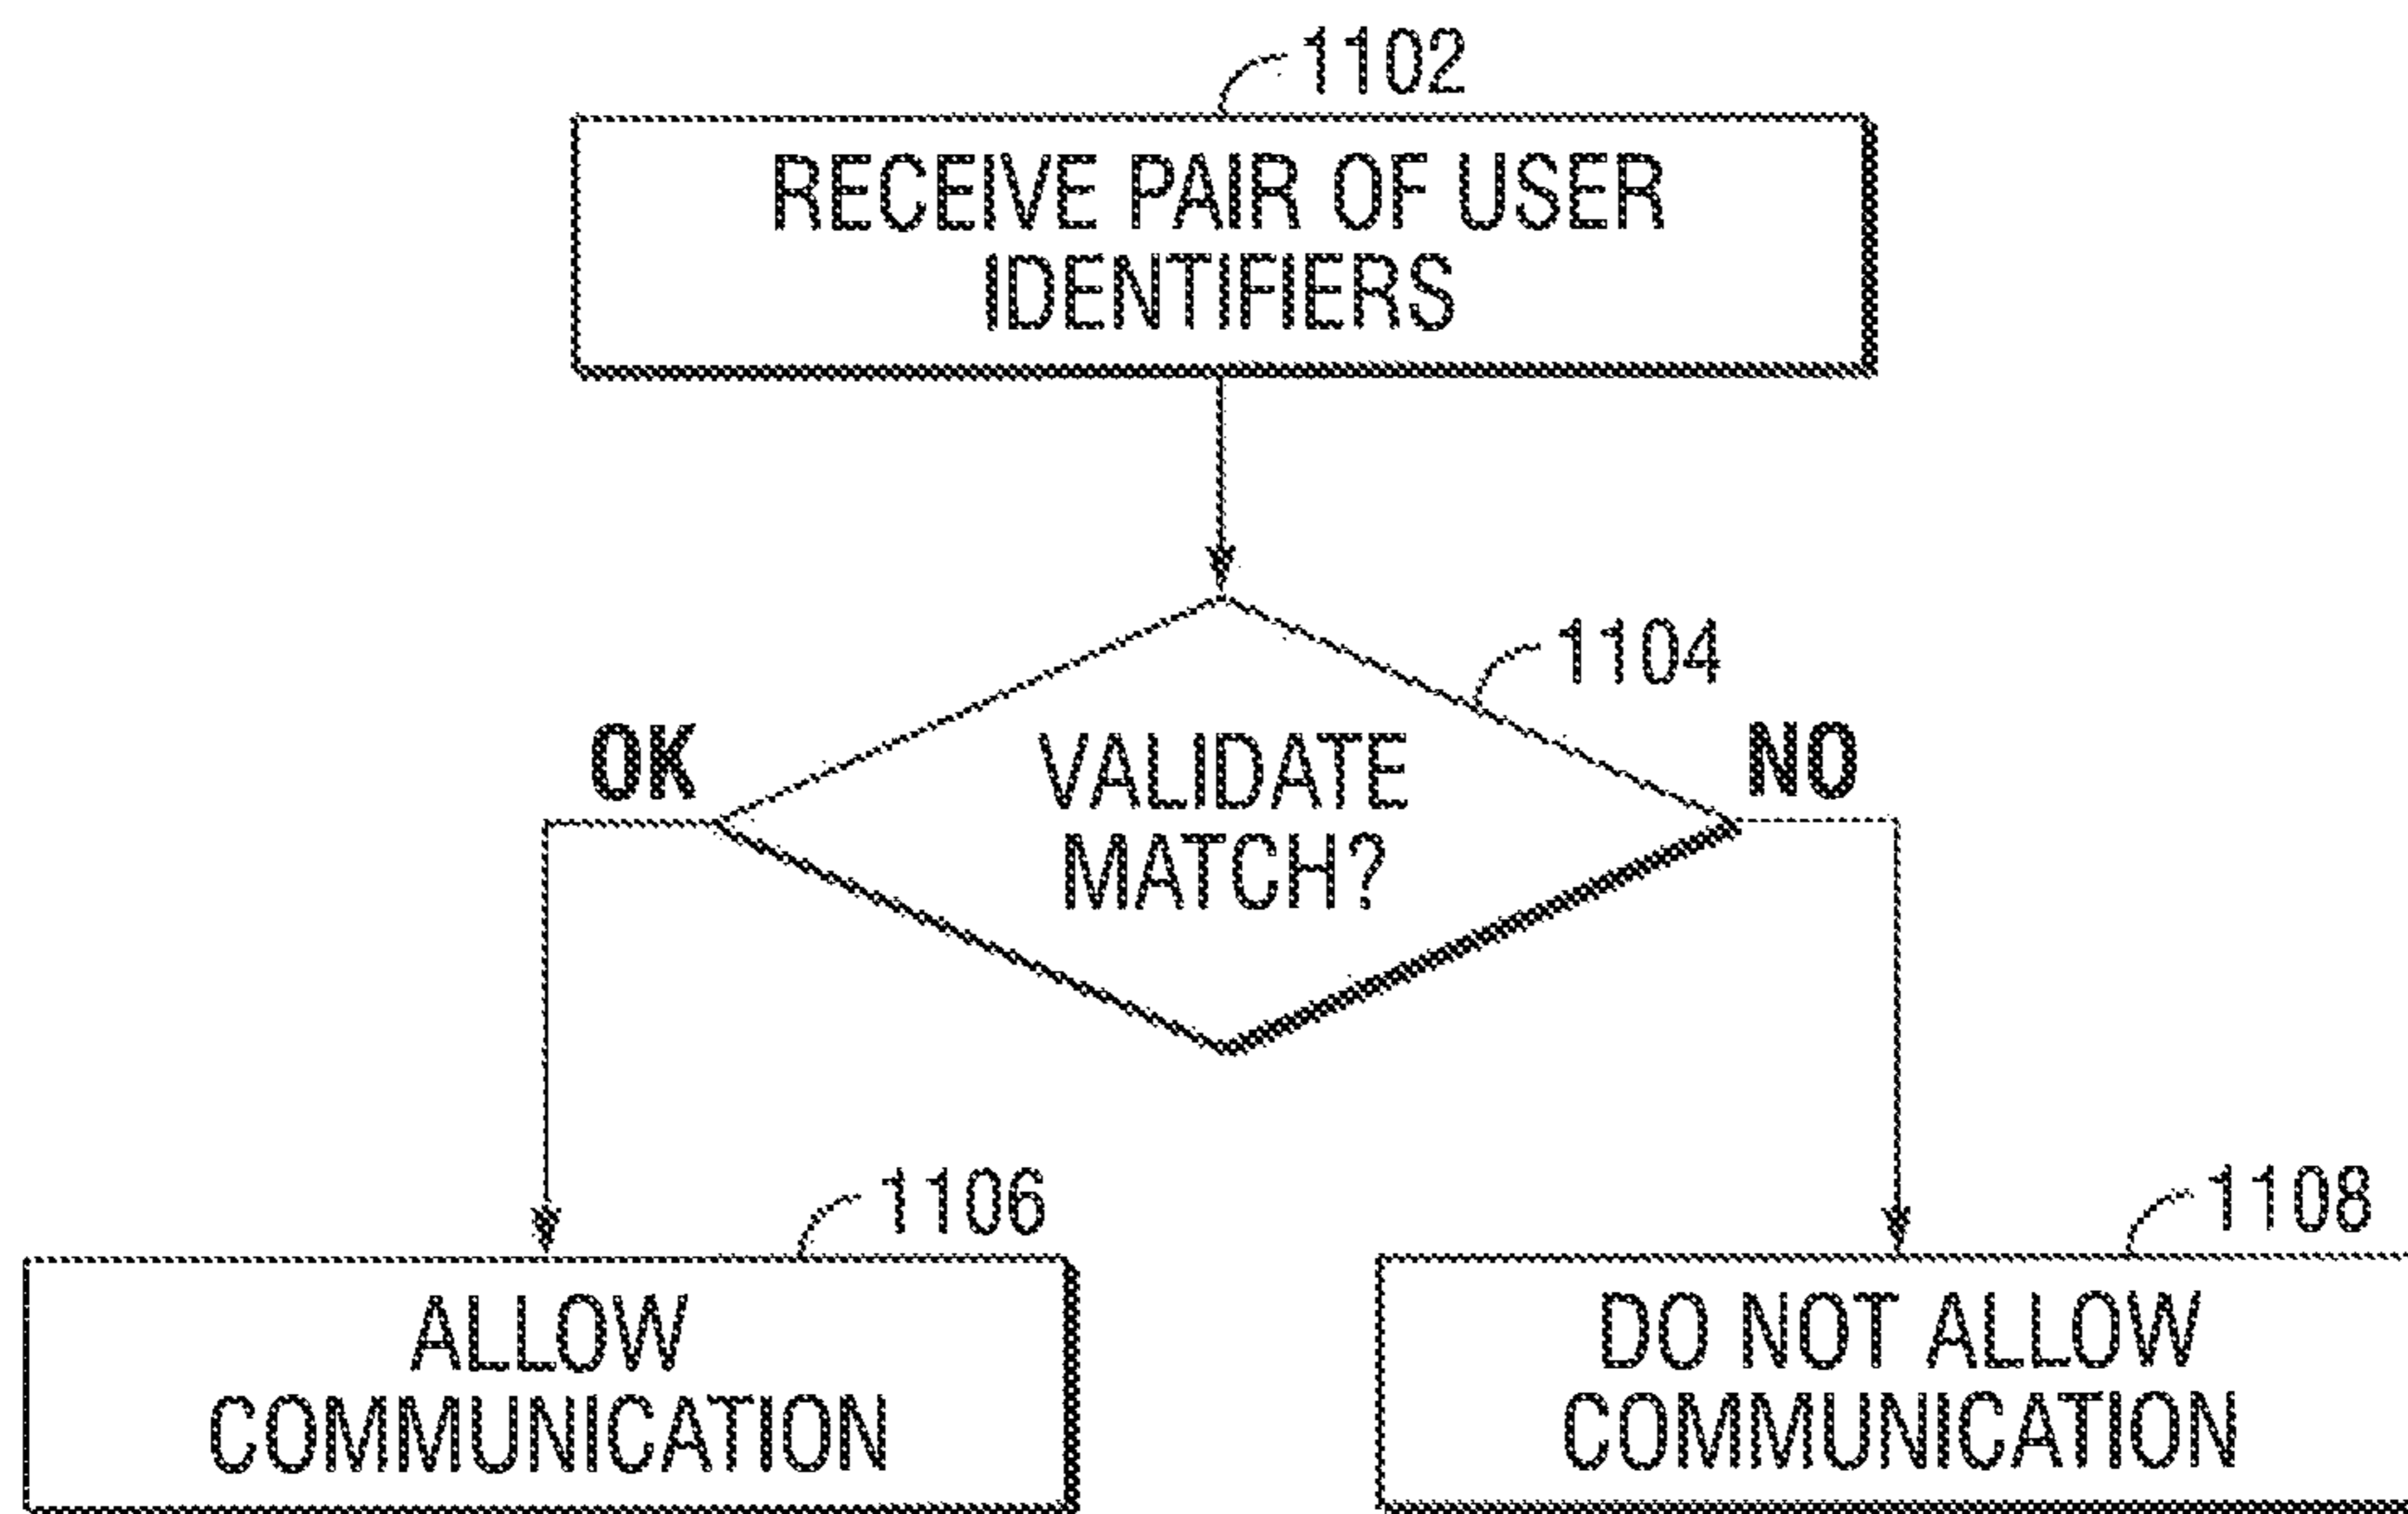 1102
RECEIVE PAIR OF USER
IDENTIFIERS
1104
OK
NO
VALIDATE
MATCH?
1106
1108
ALLOW
COMMUNICATION
DO NOT ALLOW
COMMUNICATION